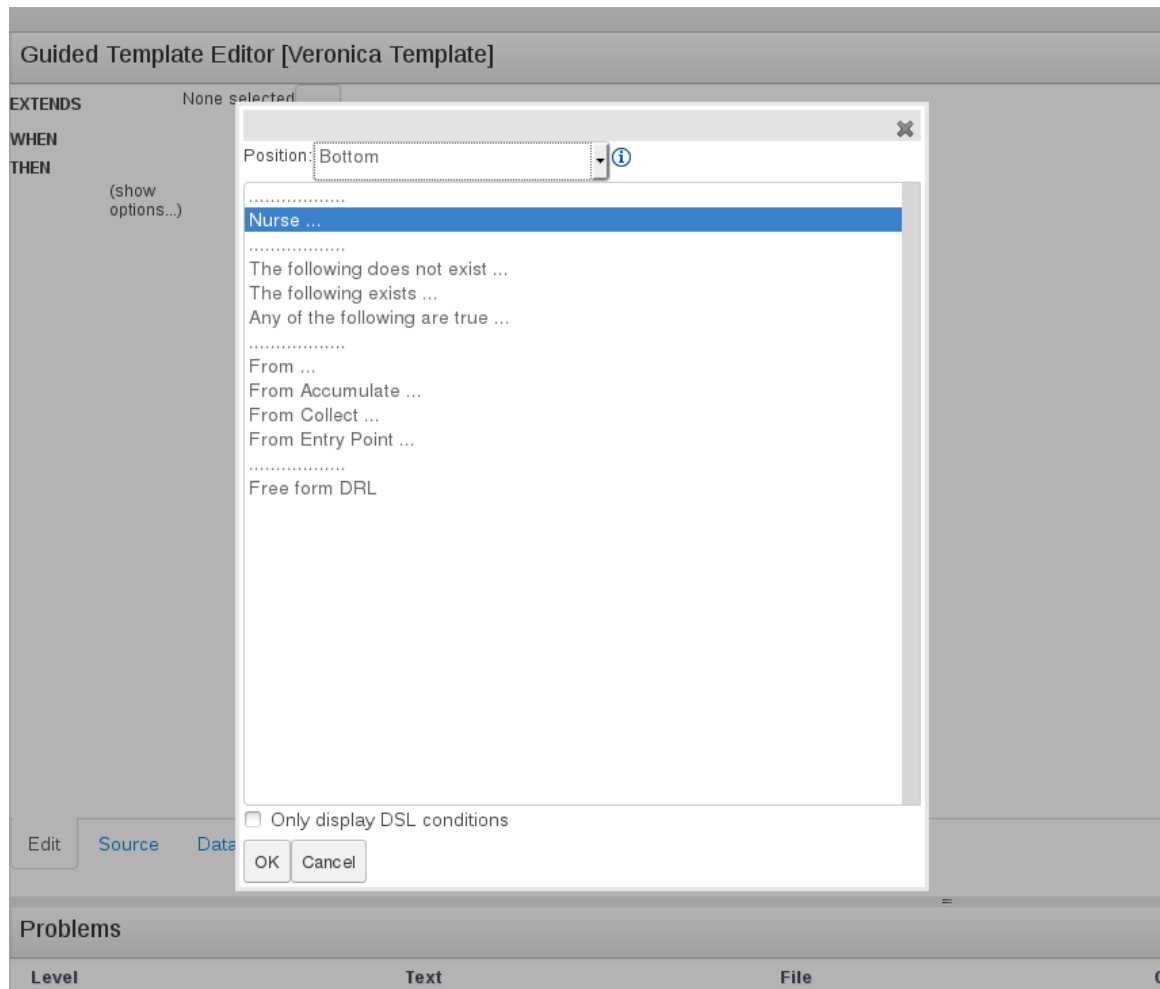 Guided Template Editor [Veronica Template]
EXTENDS None selected
WHEN
THEN
(show
options...)
Position: Bottom
..................
Nurse ...
..................
The following does not exist ...
The following exists ...
Any of the following are true ...
..................
From ...
From Accumulate ...
From Collect ...
From Entry Point ...
..................
Free form DRL
Only display DSL conditions
OK Cancel
Edit Source Data
Problems
Level Text File